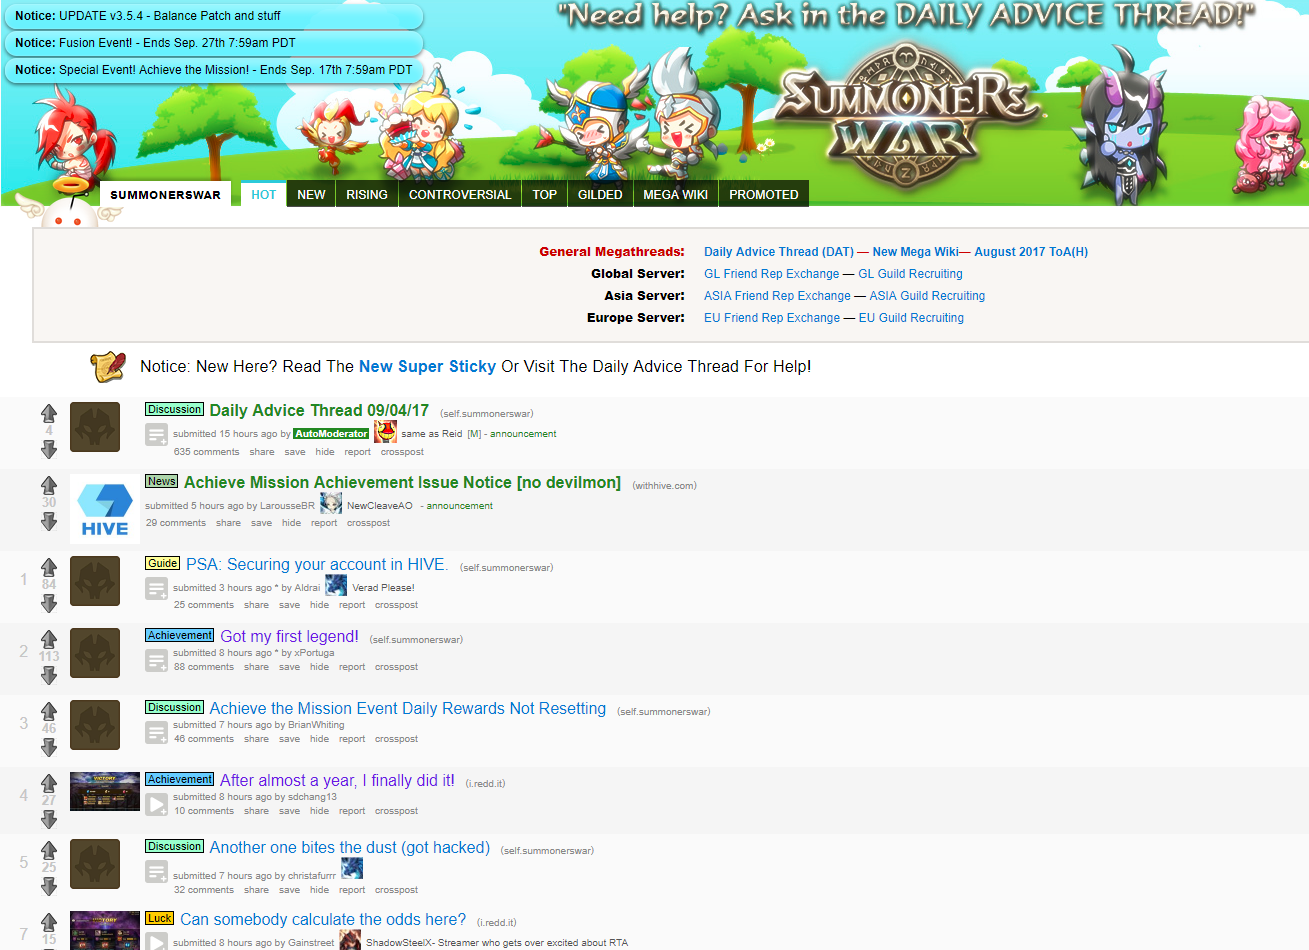 Notice: UPDATE v3.5.4 - Balance Patch and stuff
Notice: Fusion Event! - Ends Sep. 27th 7:59am PDT
Notice: Special Event! Achieve the Mission! - Ends Sep. 17th 7:59am PDT
"Need help? Ask in the DAILY ADVICE THREAD!"
SUMMONERS WAR
SUMMONERSWAR HOT NEW RISING CONTROVERSIAL TOP GILDED MEGA WIKI PROMOTED
General Megathreads: Daily Advice Thread (DAT) — New Mega Wiki— August 2017 ToA(H)
Global Server: GL Friend Rep Exchange — GL Guild Recruiting
Asia Server: ASIA Friend Rep Exchange — ASIA Guild Recruiting
Europe Server: EU Friend Rep Exchange — EU Guild Recruiting
Notice: New Here? Read The New Super Sticky Or Visit The Daily Advice Thread For Help!
Discussion Daily Advice Thread 09/04/17 (self.summonerswar)
4 submitted 15 hours ago by AutoModerator same as Reid [M] - announcement
635 comments share save hide report crosspost
News Achieve Mission Achievement Issue Notice [no devilmon] (withhive.com)
30 submitted 5 hours ago by LarousseBR NewCleaveAO - announcement
HIVE 29 comments share save hide report crosspost
Guide PSA: Securing your account in HIVE. (self.summonerswar)
1 84 submitted 3 hours ago * by Aldrai Verad Please!
25 comments share save hide report crosspost
Achievement Got my first legend! (self.summonerswar)
2 113 submitted 8 hours ago * by xPortuga
88 comments share save hide report crosspost
Discussion Achieve the Mission Event Daily Rewards Not Resetting (self.summonerswar)
3 46 submitted 7 hours ago by BrianWhiting
46 comments share save hide report crosspost
Achievement After almost a year, I finally did it! (i.redd.it)
4 27 submitted 8 hours ago by sdchang13
10 comments share save hide report crosspost
Discussion Another one bites the dust (got hacked) (self.summonerswar)
5 25 submitted 7 hours ago by christafurrr
32 comments share save hide report crosspost
Luck Can somebody calculate the odds here? (i.redd.it)
7 15 submitted 8 hours ago by Gainstreet ShadowSteelX- Streamer who gets over excited about RTA